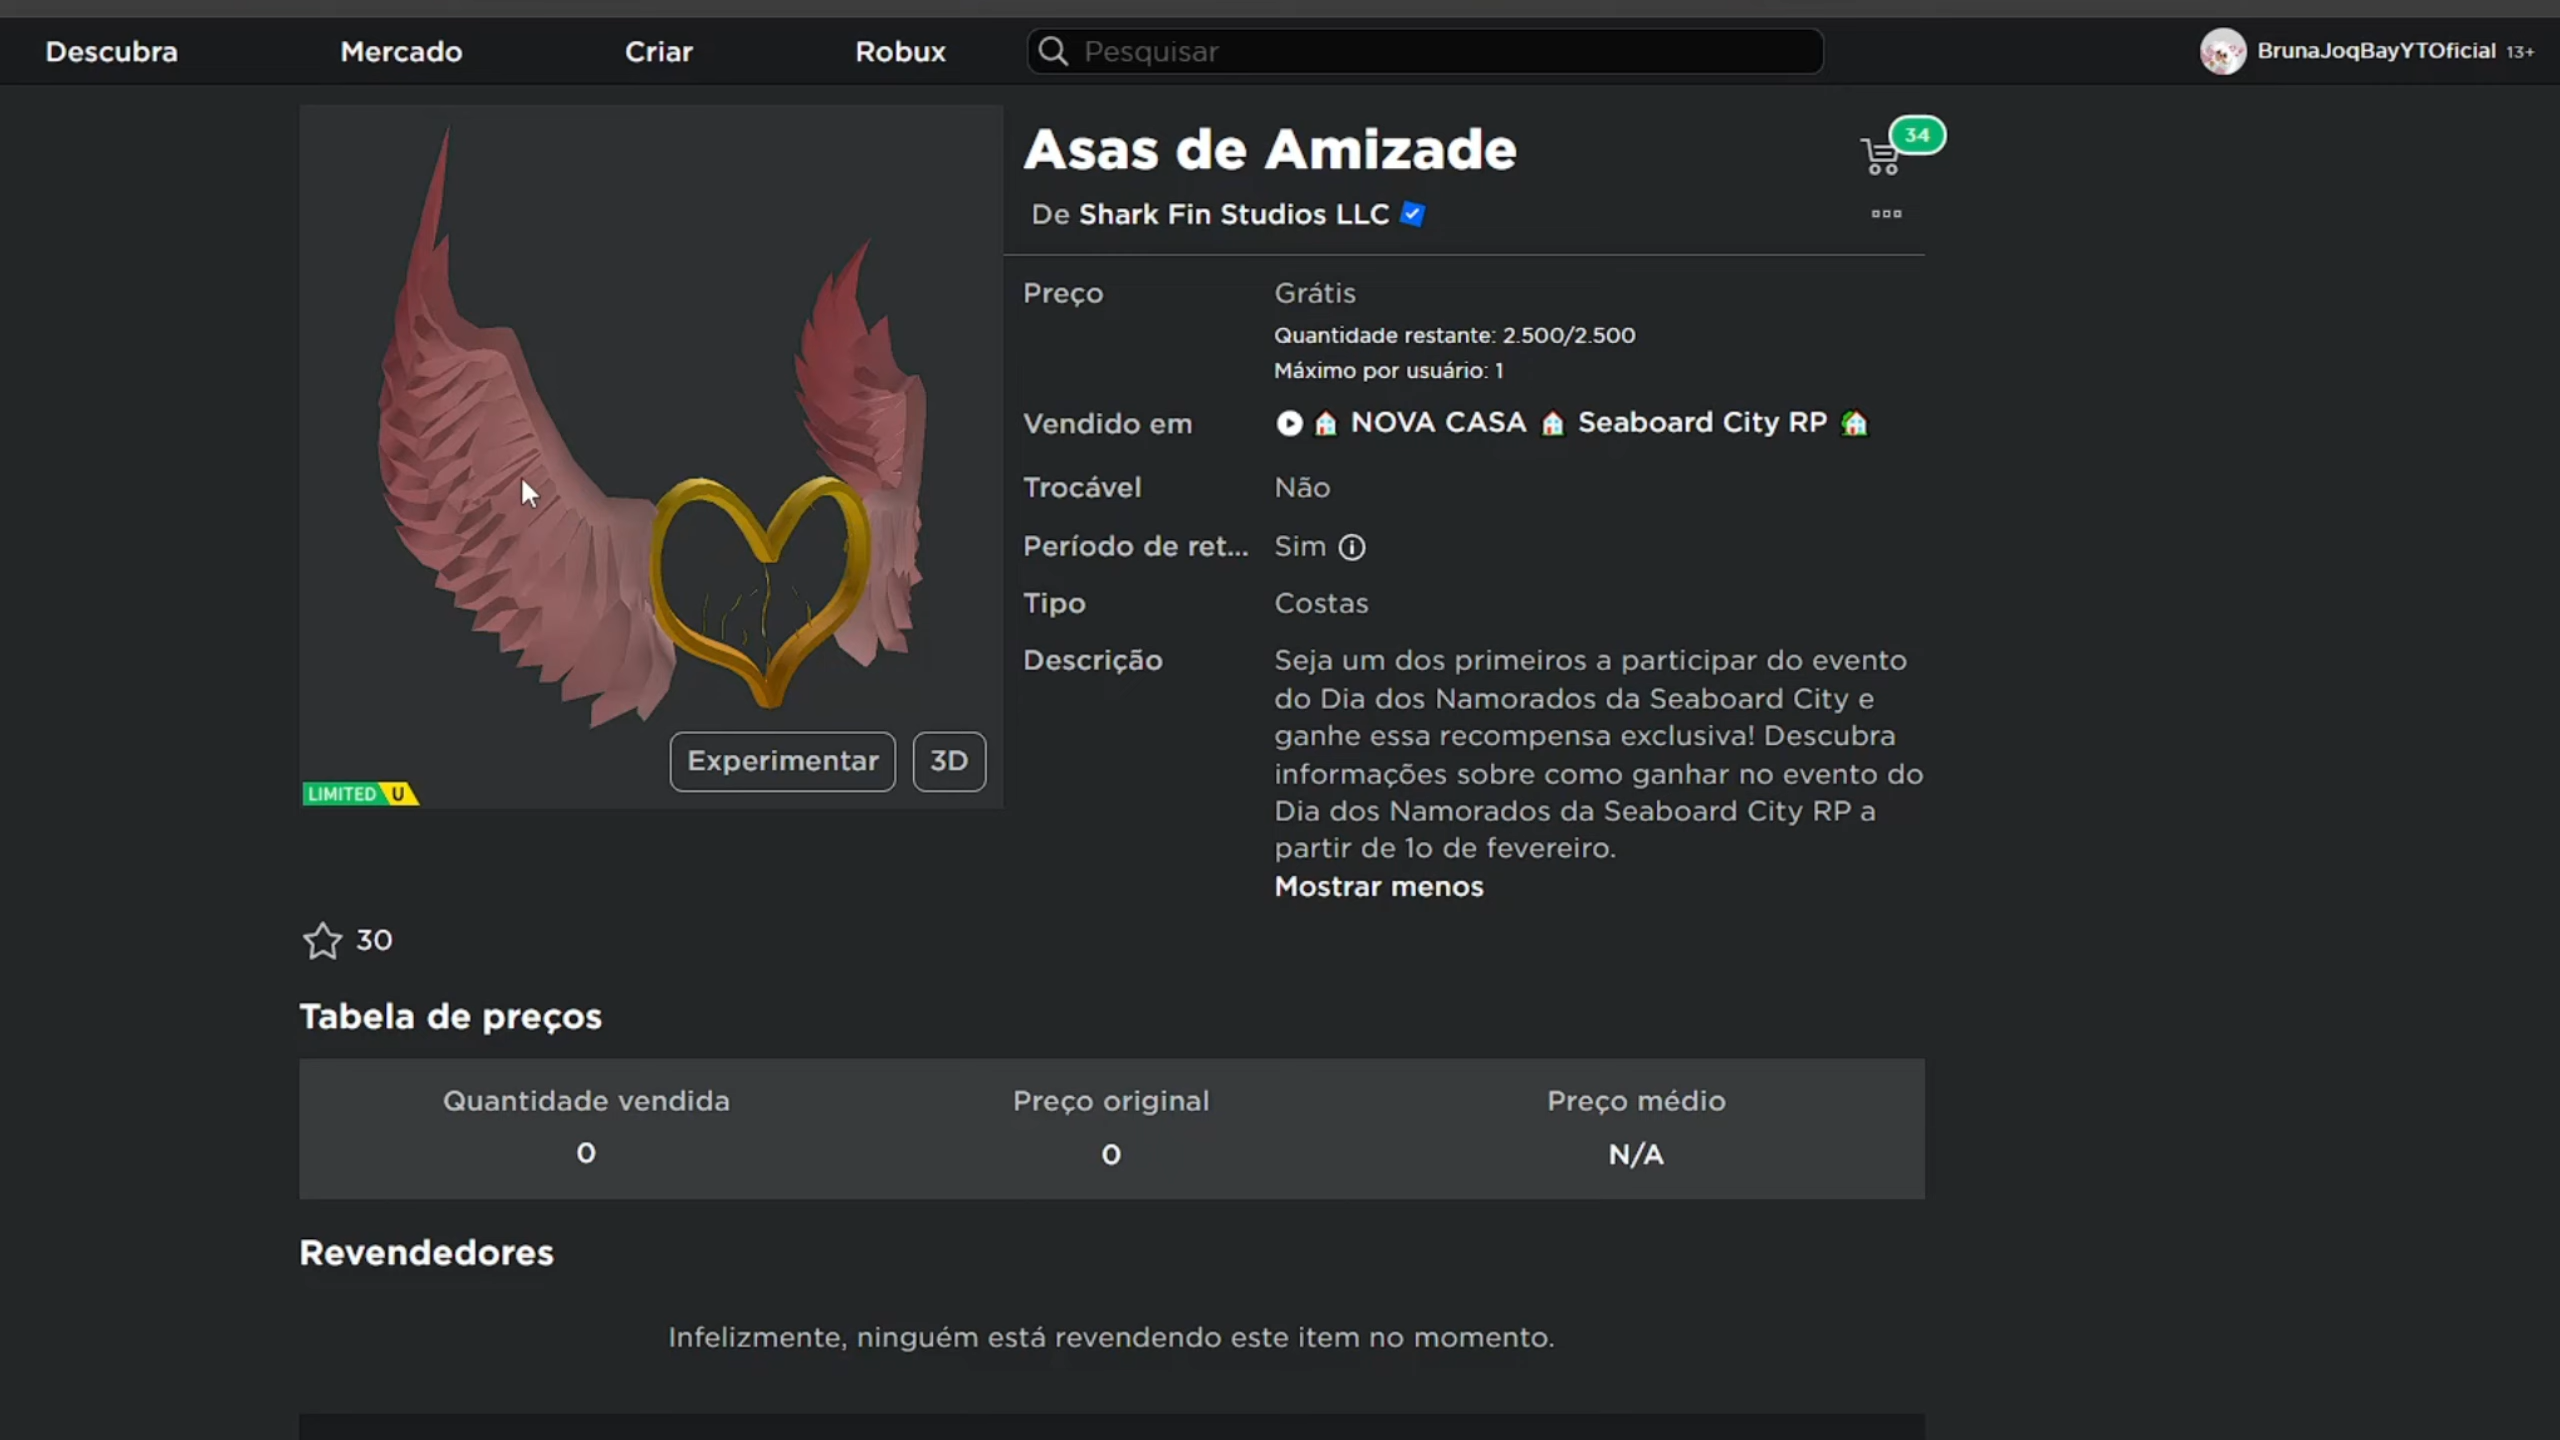 Descubra Mercado Criar Robux Pesquisar BrunaJoqBayYTOficial 13+
Asas de Amizade 34
De Shark Fin Studios LLC
Preço Grátis
Quantidade restante: 2.500/2.500
Máximo por usuário: 1
Vendido em NOVA CASA Seaboard City RP
Trocável Não
Período de ret... Sim
Tipo Costas
Descrição Seja um dos primeiros a participar do evento
do Dia dos Namorados da Seaboard City e
ganhe essa recompensa exclusiva! Descubra
informações sobre como ganhar no evento do
Dia dos Namorados da Seaboard City RP a
partir de 1o de fevereiro.
Mostrar menos
Experimentar 3D
LIMITED U
30
Tabela de preços
Quantidade vendida Preço original Preço médio
0 0 N/A
Revendedores
Infelizmente, ninguém está revendendo este item no momento.